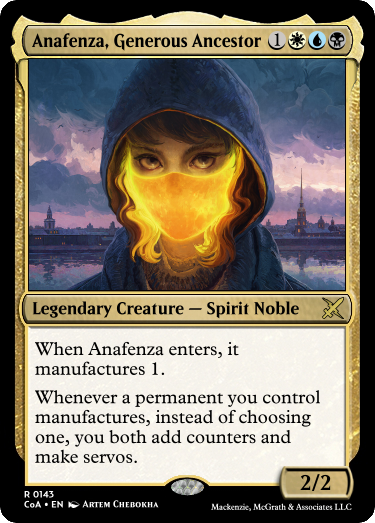 Anafenza, Generous Ancestor 1
Legendary Creature — Spirit Noble
When Anafenza enters, it
manufactures 1.
Whenever a permanent you control
manufactures, instead of choosing
one, you both add counters and
make servos.
2/2
R 0143
CoA • EN Artem Chebokha
Mackenzie, McGrath & Associates LLC